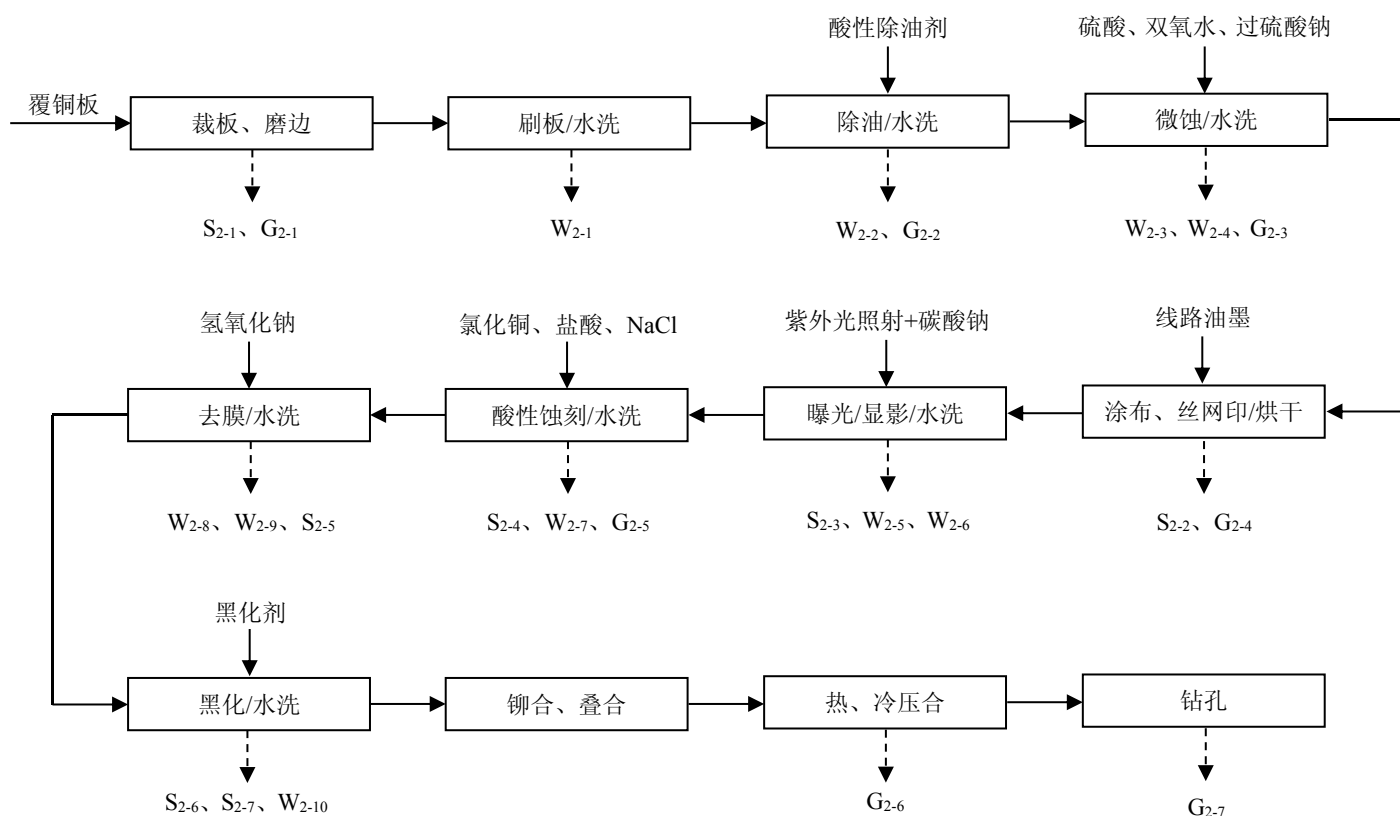 酸性除油剂 硫酸、双氧水、过硫酸钠
覆铜板
裁板、磨边 刷板/水洗 除油/水洗 微蚀/水洗
S2-1、G2-1 W2-1 W2-2、G2-2 W2-3、W2-4、G2-3
氢氧化钠 氯化铜、盐酸、NaCl 紫外光照射+碳酸钠 线路油墨
去膜/水洗 酸性蚀刻/水洗 曝光/显影/水洗 涂布、丝网印/烘干
W2-8、W2-9、S2-5 S2-4、W2-7、G2-5 S2-3、W2-5、W2-6 S2-2、G2-4
黑化剂
黑化/水洗 铆合、叠合 热、冷压合 钻孔
S2-6、S2-7、W2-10 G2-6 G2-7